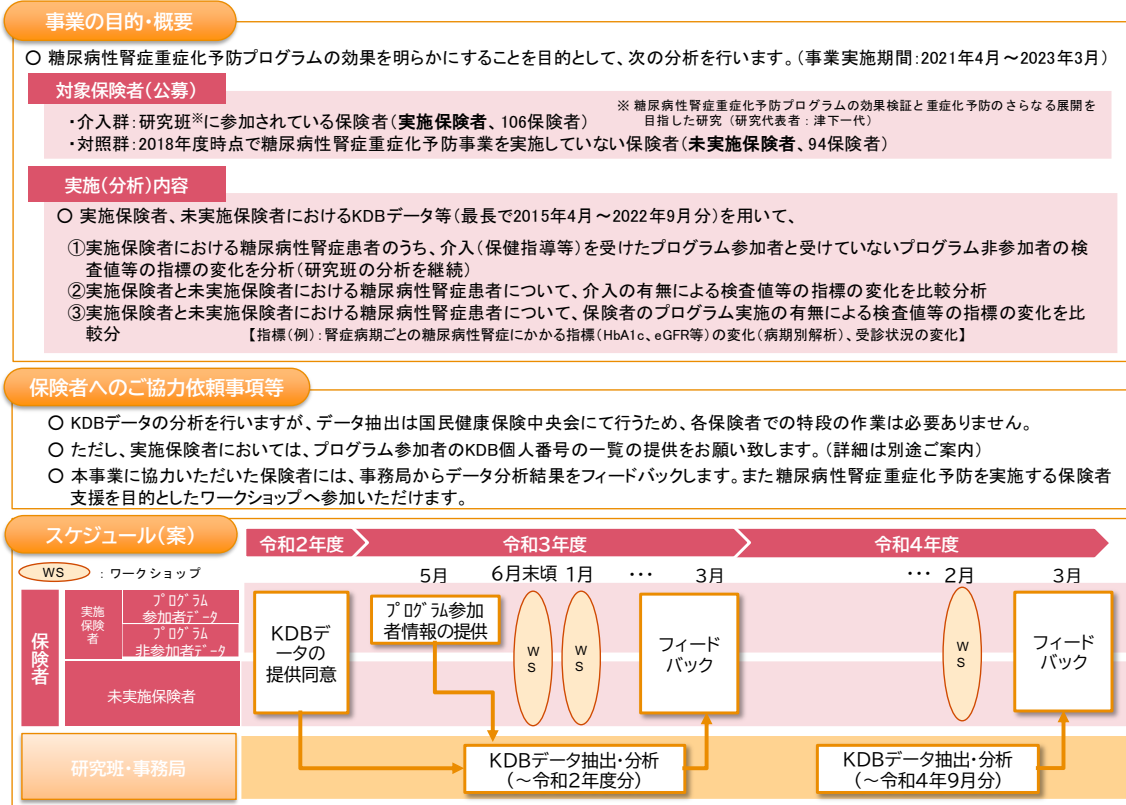 事業の目的・概要
○ 糖尿病性腎症重症化予防プログラムの効果を明らかにすることを目的として、次の分析を行います。(事業実施期間:2021年4月～2023年3月)
対象保険者(公募)
・介入群:研究班※に参加されている保険者(実施保険者、106保険者)
※ 糖尿病性腎症重症化予防プログラムの効果検証と重症化予防のさらなる展開を
目指した研究(研究代表者:津下一代)
・対照群:2018年度時点で糖尿病性腎症重症化予防事業を実施していない保険者(未実施保険者、94保険者)
実施(分析)内容
○ 実施保険者、未実施保険者におけるKDBデータ等(最長で2015年4月～2022年9月分)を用いて、
①実施保険者における糖尿病性腎症患者のうち、介入(保健指導等)を受けたプログラム参加者と受けていないプログラム非参加者の検
査値等の指標の変化を分析(研究班の分析を継続)
②実施保険者と未実施保険者における糖尿病性腎症患者について、介入の有無による検査値等の指標の変化を比較分析
③実施保険者と未実施保険者における糖尿病性腎症患者について、保険者のプログラム実施の有無による検査値等の指標の変化を比
較分 【指標(例):腎症病期ごとの糖尿病性腎症にかかる指標(HbA1c、eGFR等)の変化(病期別解析)、受診状況の変化】
保険者へのご協力依頼事項等
○ KDBデータの分析を行いますが、データ抽出は国民健康保険中央会にて行うため、各保険者での特段の作業は必要ありません。
○ ただし、実施保険者においては、プログラム参加者のKDB個人番号の一覧の提供をお願い致します。(詳細は別途ご案内)
○ 本事業に協力いただいた保険者には、事務局からデータ分析結果をフィードバックします。また糖尿病性腎症重症化予防を実施する保険者
支援を目的としたワークショップへ参加いただけます。
スケジュール(案)
令和2年度
令和3年度
令和4年度
WS :ワークショップ
5月 6月末頃 1月 … 3月 … 2月 3月
保険者
実施
保険
者
プログラム
参加者データ
プログラム
非参加者データ
未実施保険者
KDBデ
ータの
提供同意
プログラム参加
者情報の提供
WS
WS
フィード
バック
WS
フィード
バック
研究班・事務局
KDBデータ抽出・分析
(～令和2年度分)
KDBデータ抽出・分析
(～令和4年9月分)